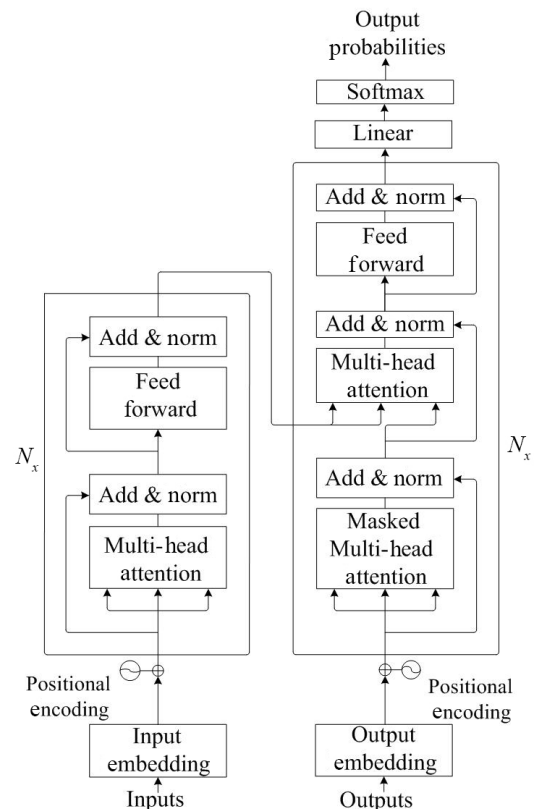 Output
probabilities
Softmax
Linear
Add & norm
Feed
forward
Add & norm
Multi-head
attention
Add & norm
Masked
Multi-head
attention
N_x
Positional
encoding
Output
embedding
Outputs
Add & norm
Feed
forward
Add & norm
Multi-head
attention
N_x
Positional
encoding
Input
embedding
Inputs